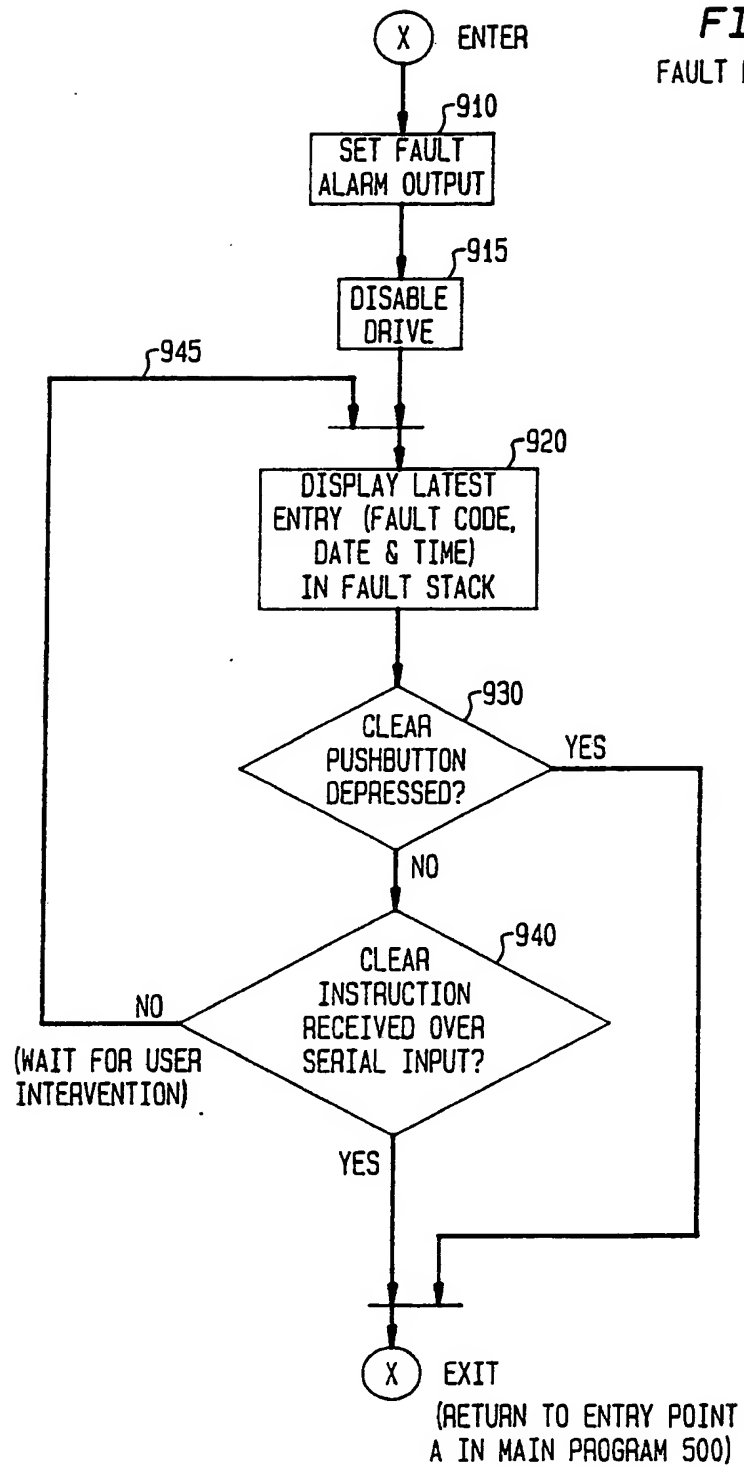 FI
FAULT
X ENTER
910
SET FAULT
ALARM OUTPUT
915
DISABLE
DRIVE
945
920
DISPLAY LATEST
ENTRY (FAULT CODE,
DATE & TIME)
IN FAULT STACK
930
CLEAR
PUSHBUTTON
DEPRESSED?
YES
NO
940
CLEAR
INSTRUCTION
RECEIVED OVER
SERIAL INPUT?
NO
(WAIT FOR USER
INTERVENTION)
YES
X EXIT
(RETURN TO ENTRY POINT
A IN MAIN PROGRAM 500)